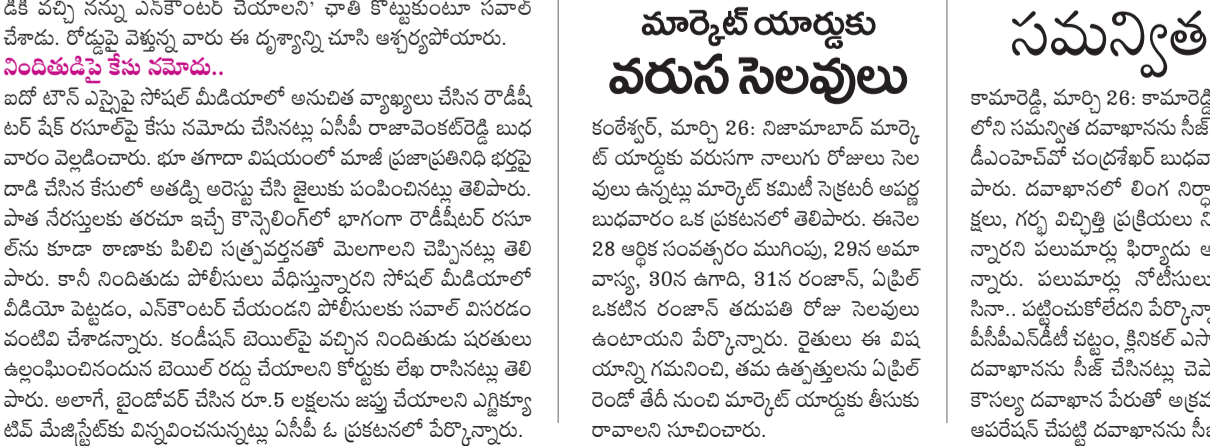 డికి వచ్చి నన్ను ఎన్‌కౌంటర్ చేయాలని' ఛాతి కొట్టుకుంటూ సవాల్
చేశాడు. రోడ్డుపై వెళ్తున్న వారు ఈ దృశ్యాన్ని చూసి ఆశ్చర్యపోయారు.
నిందితుడిపై కేసు నమోదు..
ఐదో టౌన్ ఎస్సైపై సోషల్ మీడియాలో అనుచిత వ్యాఖ్యలు చేసిన రౌడీషీ
టర్ షేక్ రసూల్‌పై కేసు నమోదు చేసినట్లు ఏసీపీ రాజావెంకట్‌రెడ్డి బుధ
వారం వెల్లడించారు. భూ తగాదా విషయంలో మాజీ ప్రజాప్రతినిధి భర్తపై
దాడి చేసిన కేసులో అతడ్ని అరెస్టు చేసి జైలుకు పంపించినట్లు తెలిపారు.
పాత నేరస్తులకు తరచూ ఇచ్చే కౌన్సెలింగ్‌లో భాగంగా రౌడీషీటర్ రసూ
ల్‌ను కూడా ఠాణాకు పిలిచి సత్ప్రవర్తనతో మెలగాలని చెప్పినట్లు తెలి
పారు. కానీ నిందితుడు పోలీసులు వేధిస్తున్నారని సోషల్ మీడియాలో
వీడియో పెట్టడం, ఎన్‌కౌంటర్ చేయండని పోలీసులకు సవాల్ విసరడం
వంటివి చేశాడన్నారు. కండీషన్ బెయిల్‌పై వచ్చిన నిందితుడు షరతులు
ఉల్లంఘించినందున బెయిల్ రద్దు చేయాలని కోర్టుకు లేఖ రాసినట్లు తెలి
పారు. అలాగే, బైండోవర్ చేసిన రూ.5 లక్షలను జప్తు చేయాలని ఎగ్జిక్యూ
టివ్ మేజిస్ట్రేట్‌కు విన్నవించనున్నట్లు ఏసీపీ ఓ ప్రకటనలో పేర్కొన్నారు.
మార్కెట్ యార్డుకు
వరుస సెలవులు
కంఠేశ్వర్, మార్చి 26: నిజామాబాద్ మార్కె
ట్ యార్డుకు వరుసగా నాలుగు రోజులు సెల
వులు ఉన్నట్లు మార్కెట్ కమిటీ సెక్రటరీ అపర్ణ
బుధవారం ఒక ప్రకటనలో తెలిపారు. ఈనెల
28 ఆర్థిక సంవత్సరం ముగింపు, 29న అమా
వాస్య, 30న ఉగాది, 31న రంజాన్, ఏప్రిల్
ఒకటిన రంజాన్ తదుపతి రోజు సెలవులు
ఉంటాయని పేర్కొన్నారు. రైతులు ఈ విష
యాన్ని గమనించి, తమ ఉత్పత్తులను ఏప్రిల్
రెండో తేదీ నుంచి మార్కెట్ యార్డుకు తీసుకు
రావాలని సూచించారు.
సమన్విత
కామారెడ్డి, మార్చి 26: కామారెడ్డి
లోని సమన్విత దవాఖానను సీజ్
డీఎంహెచ్‌వో చంద్రశేఖర్ బుధవా
పారు. దవాఖానలో లింగ నిర్ధా
క్షలు, గర్భ విచ్ఛిత్తి ప్రక్రియలు ని
న్నారని పలుమార్లు ఫిర్యాదు
న్నారు. పలుమార్లు నోటీసులు
సినా.. పట్టించుకోలేదని పేర్కొన్నా
పీసీపీఎన్‌డీటీ చట్టం, క్లినికల్ ఎసా
దవాఖానను సీజ్ చేసినట్లు చెప
కౌసల్య దవాఖాన పేరుతో అక్రమ
ఆపరేషన్ చేపట్టి దవాఖానను సీజ